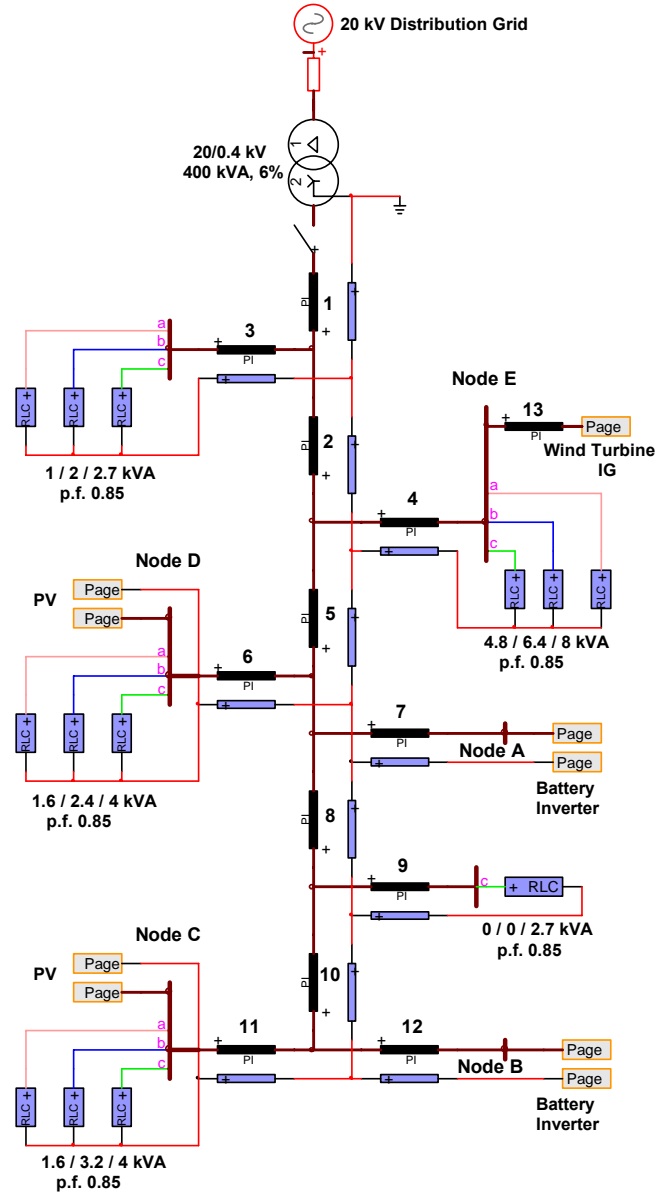 20 kV Distribution Grid
+
1
20/0.4 kV
400 kVA, 6%
2
+
1
PI
+
+
3
+
PI
+
a
b
c
RLC +
RLC +
RLC +
1 / 2 / 2.7 kVA
p.f. 0.85
2
PI
+
+
Node E
13
+
PI
Page
Wind Turbine
IG
4
+
PI
+
a
b
c
RLC +
RLC +
RLC +
4.8 / 6.4 / 8 kVA
p.f. 0.85
Node D
PV
Page
Page
a
b
c
5
PI
+
+
6
+
PI
+
RLC +
RLC +
RLC +
1.6 / 2.4 / 4 kVA
p.f. 0.85
7
+
PI
+
Node A
Page
Page
Battery
Inverter
8
PI
+
+
9
+
PI
+
c
+ RLC
0 / 0 / 2.7 kVA
p.f. 0.85
Node C
PV
Page
Page
a
b
c
10
PI
+
+
11
+
PI
+
12
+
PI
+
Node B
Page
Page
Battery
Inverter
RLC +
RLC +
RLC +
1.6 / 3.2 / 4 kVA
p.f. 0.85